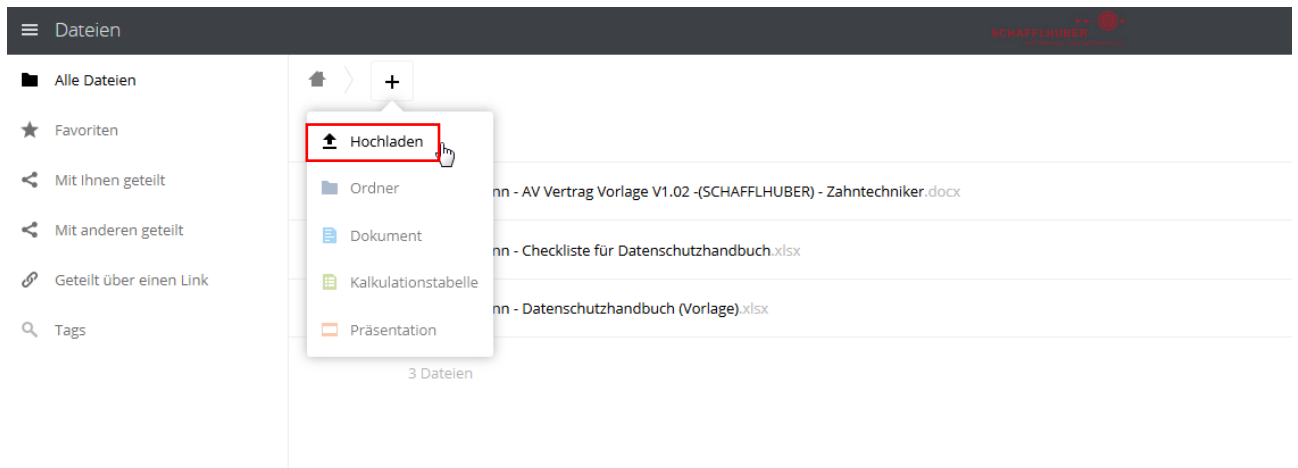 Dateien
SCHAFFLHUBER
Alle Dateien
Favoriten
Mit Ihnen geteilt
Mit anderen geteilt
Geteilt über einen Link
Tags
+
Hochladen
Ordner
Dokument
Kalkulationstabelle
Präsentation
nn - AV Vertrag Vorlage V1.02 -(SCHAFFLHUBER) - Zahntechniker.docx
nn - Checkliste für Datenschutzhandbuch.xlsx
nn - Datenschutzhandbuch (Vorlage).xlsx
3 Dateien